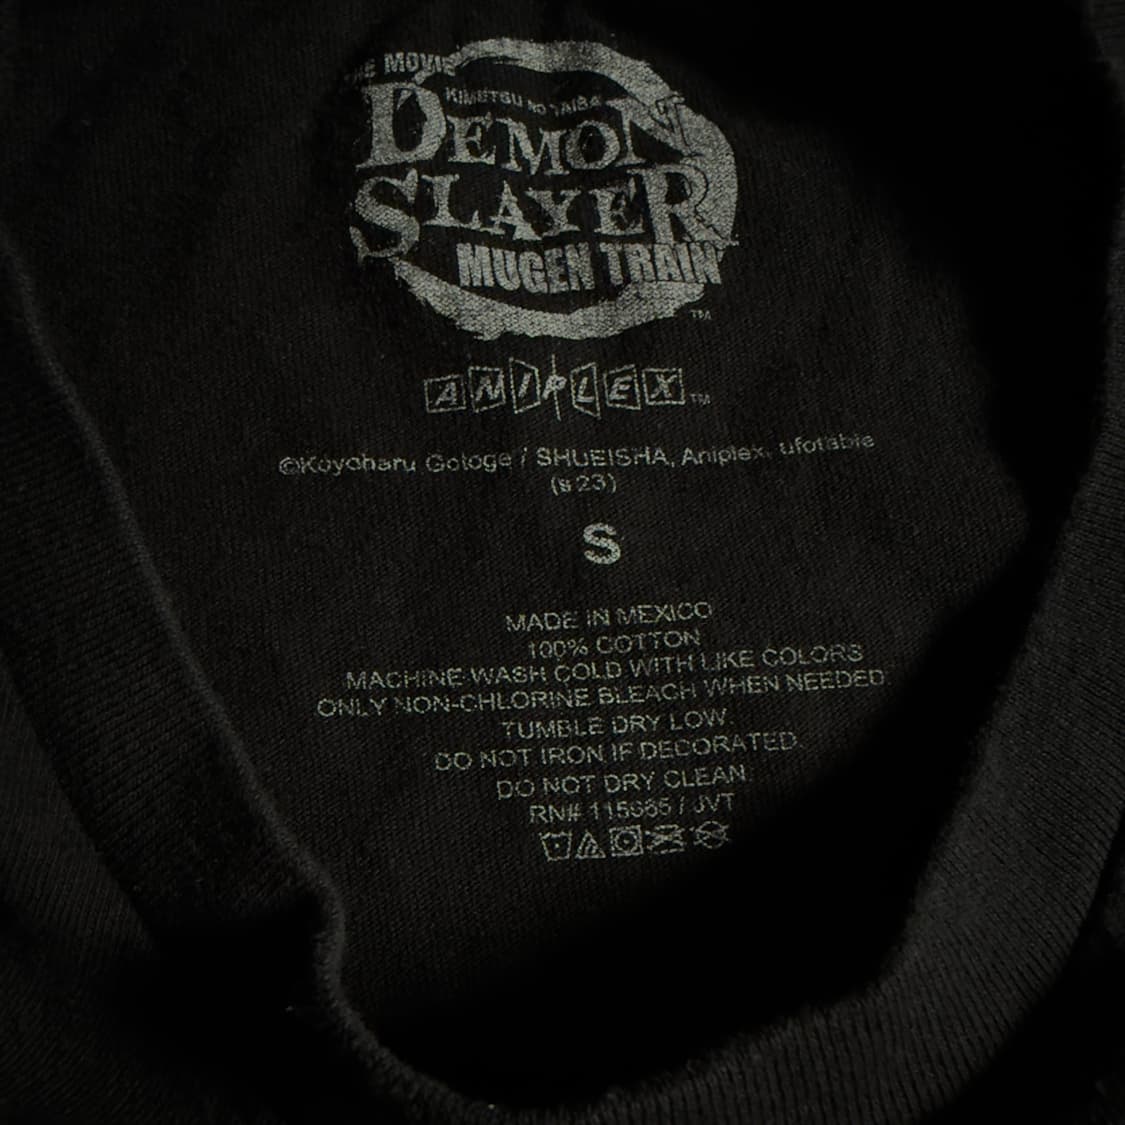 THE MOVIE
KIMETSU NO YAIBA
DEMON
SLAYER
MUGEN TRAIN
TM
ANIPLEX TM
©Koyoharu Gotoge / SHUEISHA, Aniplex, ufotable
(s23)
S
MADE IN MEXICO
100% COTTON
MACHINE WASH COLD WITH LIKE COLORS
ONLY NON-CHLORINE BLEACH WHEN NEEDED
TUMBLE DRY LOW.
DO NOT IRON IF DECORATED.
DO NOT DRY CLEAN
RN# / JVT